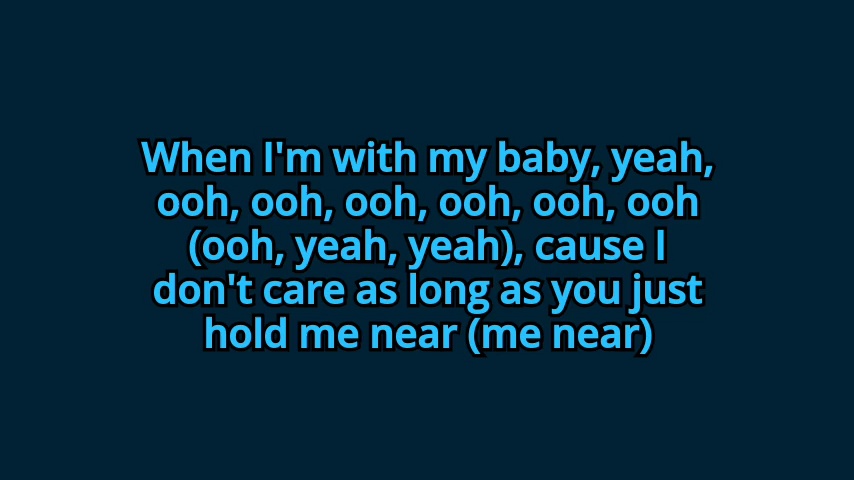 When I'm with my baby, yeah,
ooh, ooh, ooh, ooh, ooh, ooh
(ooh, yeah, yeah), cause I
don't care as long as you just
hold me near (me near)